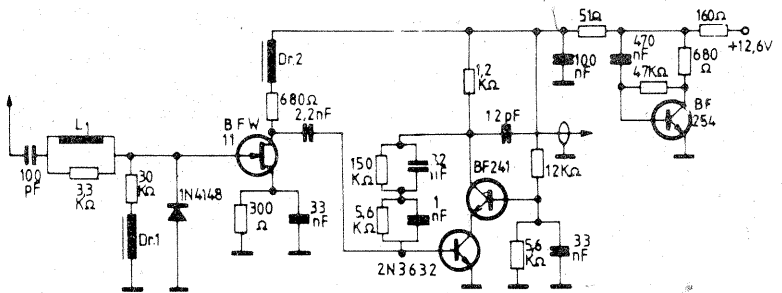 51Ω
160Ω
+12,6V
Dr.2
1,2
KΩ
100
nF
470
nF
680
Ω
47KΩ
BF
254
680Ω
2,2nF
BFW
11
12pF
L1
100
pF
3,3
KΩ
30
KΩ
1N4148
150
KΩ
BF241
12KΩ
Dr.1
300
Ω
33
nF
5,6
KΩ
1
nF
2N3632
5,6
KΩ
33
nF